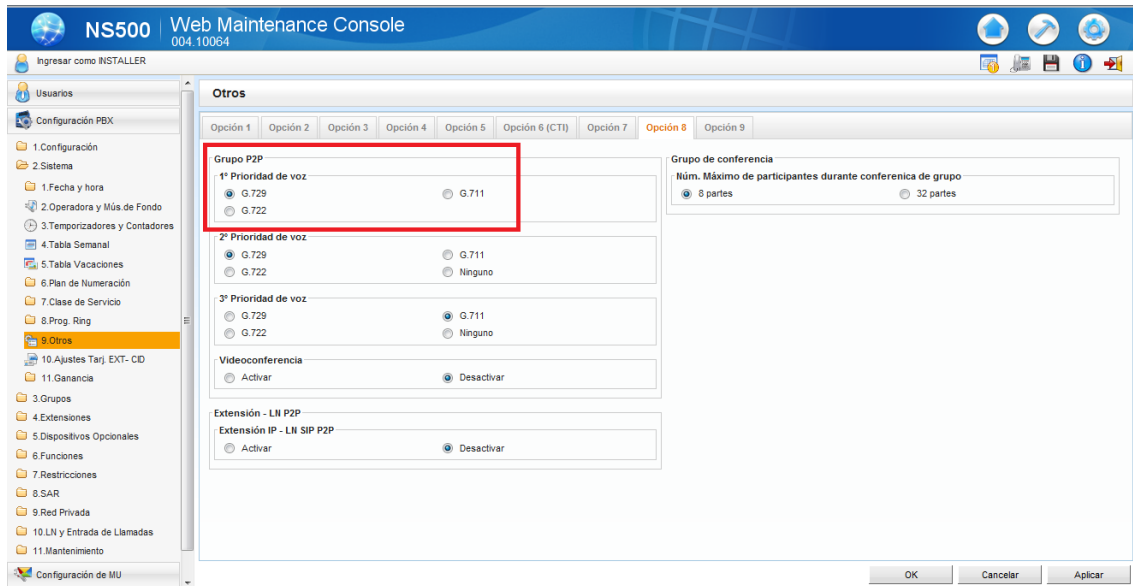 NS500
Web Maintenance Console
004.10064
Ingresar como INSTALLER
Usuarios
Configuración PBX
1.Configuración
2.Sistema
1.Fecha y hora
2.Operadora y Mús.de Fondo
3.Temporizadores y Contadores
4.Tabla Semanal
5.Tabla Vacaciones
6.Plan de Numeración
7.Clase de Servicio
8.Prog. Ring
9.Otros
10.Ajustes Tarj. EXT- CID
11.Ganancia
3.Grupos
4.Extensiones
5.Dispositivos Opcionales
6.Funciones
7.Restricciones
8.SAR
9.Red Privada
10.LN y Entrada de Llamadas
11.Mantenimiento
Configuración de MU
Otros
Opción 1 Opción 2 Opción 3 Opción 4 Opción 5 Opción 6 (CTI) Opción 7 Opción 8 Opción 9
Grupo P2P
1º Prioridad de voz
G.729 G.711
G.722
2º Prioridad de voz
G.729 G.711
G.722 Ninguno
3º Prioridad de voz
G.729 G.711
G.722 Ninguno
Videoconferencia
Activar Desactivar
Extensión - LN P2P
Extensión IP - LN SIP P2P
Activar Desactivar
Grupo de conferencia
Núm. Máximo de participantes durante conferenica de grupo
8 partes 32 partes
OK Cancelar Aplicar